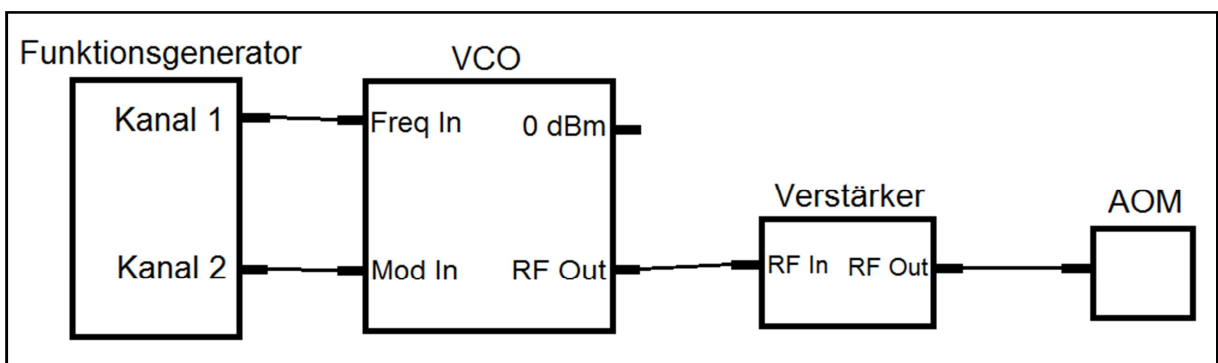 Funktionsgenerator
Kanal 1
Kanal 2
VCO
Freq In
0 dBm
Mod In
RF Out
Verstärker
RF In
RF Out
AOM